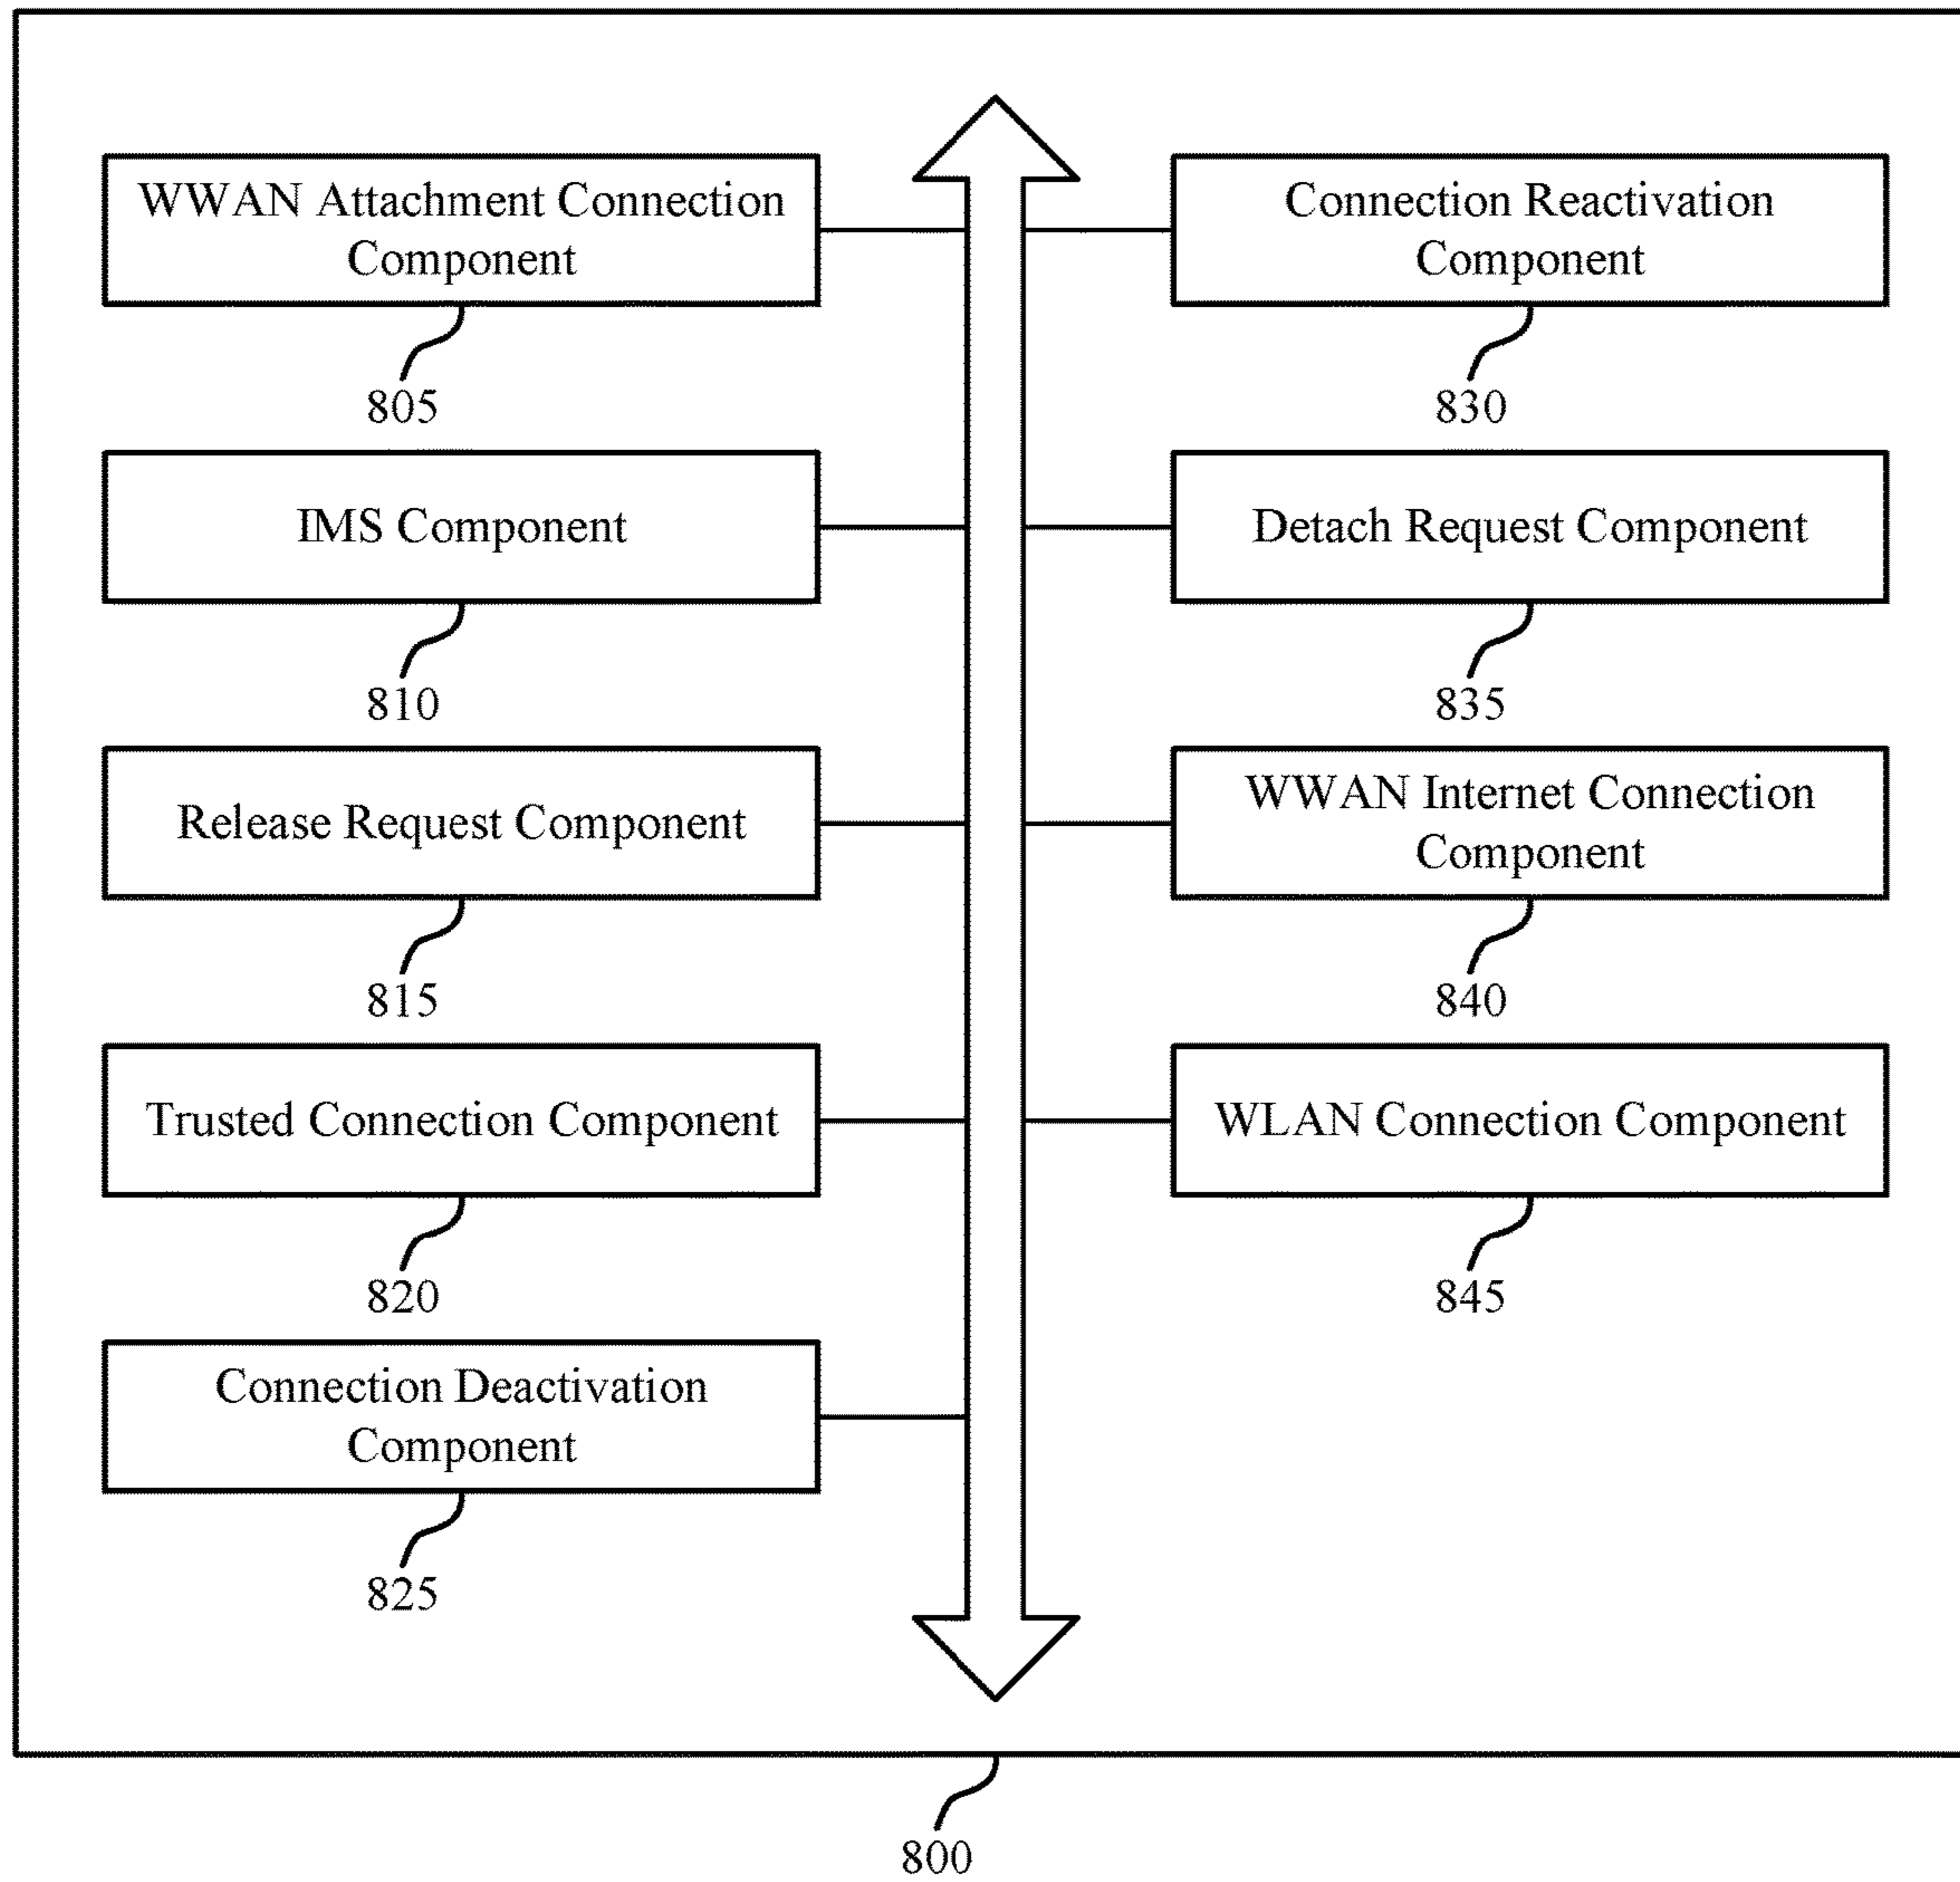 WWAN Attachment Connection
Component
805
IMS Component
810
Release Request Component
815
Trusted Connection Component
820
Connection Deactivation
Component
825
Connection Reactivation
Component
830
Detach Request Component
835
WWAN Internet Connection
Component
840
WLAN Connection Component
845
800